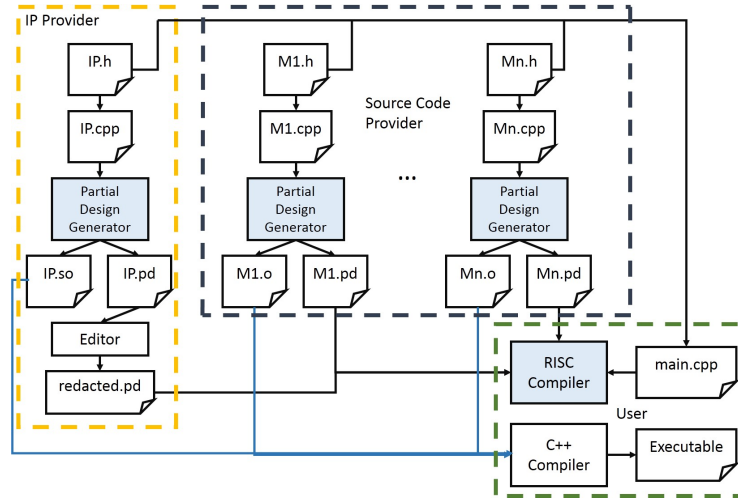 IP Provider
IP.h
M1.h
Mn.h
Source Code
Provider
IP.cpp
M1.cpp
Mn.cpp
...
Partial
Design
Generator
Partial
Design
Generator
Partial
Design
Generator
IP.so
IP.pd
M1.o
M1.pd
Mn.o
Mn.pd
Editor
redacted.pd
RISC
Compiler
main.cpp
User
C++
Compiler
Executable